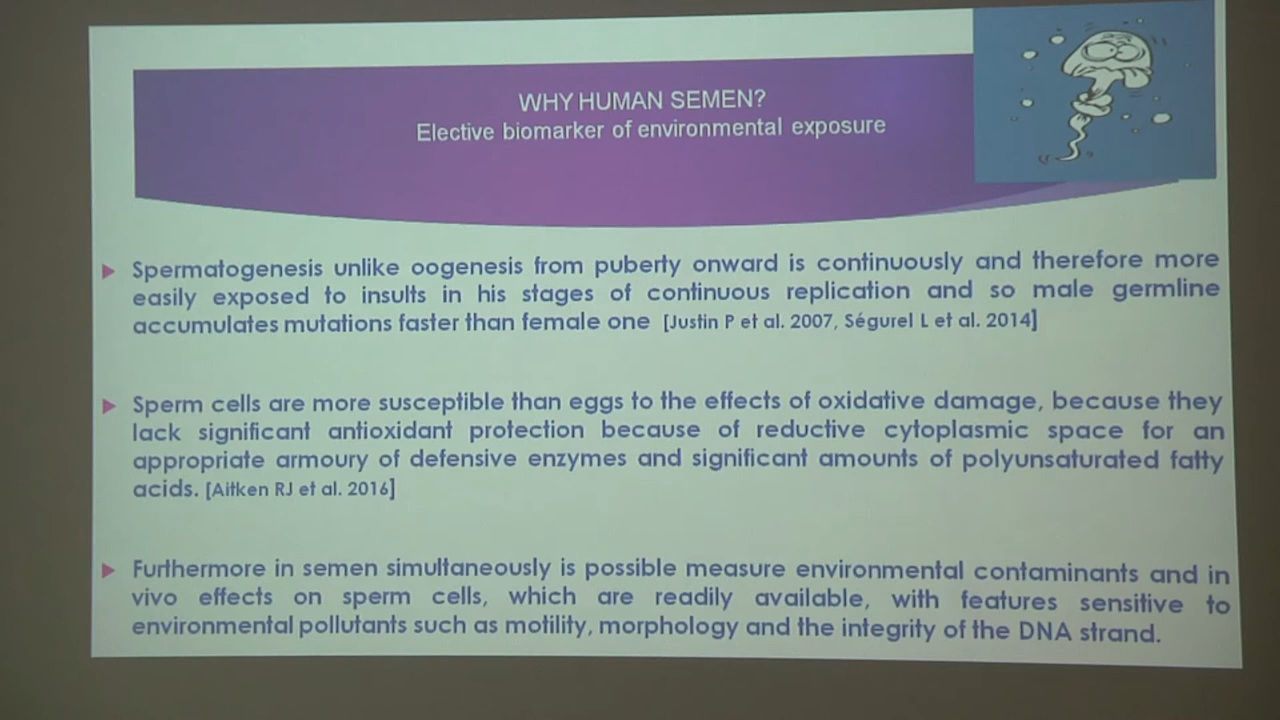 WHY HUMAN SEMEN?
Elective biomarker of environmental exposure
Spermatogenesis unlike oogenesis from puberty onward is continuously and therefore more
easily exposed to insults in his stages of continuous replication and so male germline
accumulates mutations faster than female one [Justin P et al. 2007, Ségurel L et al. 2014]
Sperm cells are more susceptible than eggs to the effects of oxidative damage, because they
lack significant antioxidant protection because of reductive cytoplasmic space for an
appropriate armoury of defensive enzymes and significant amounts of polyunsaturated fatty
acids. [Aitken RJ et al. 2016]
Furthermore in semen simultaneously is possible measure environmental contaminants and in
vivo effects on sperm cells, which are readily available, with features sensitive to
environmental pollutants such as motility, morphology and the integrity of the DNA strand.